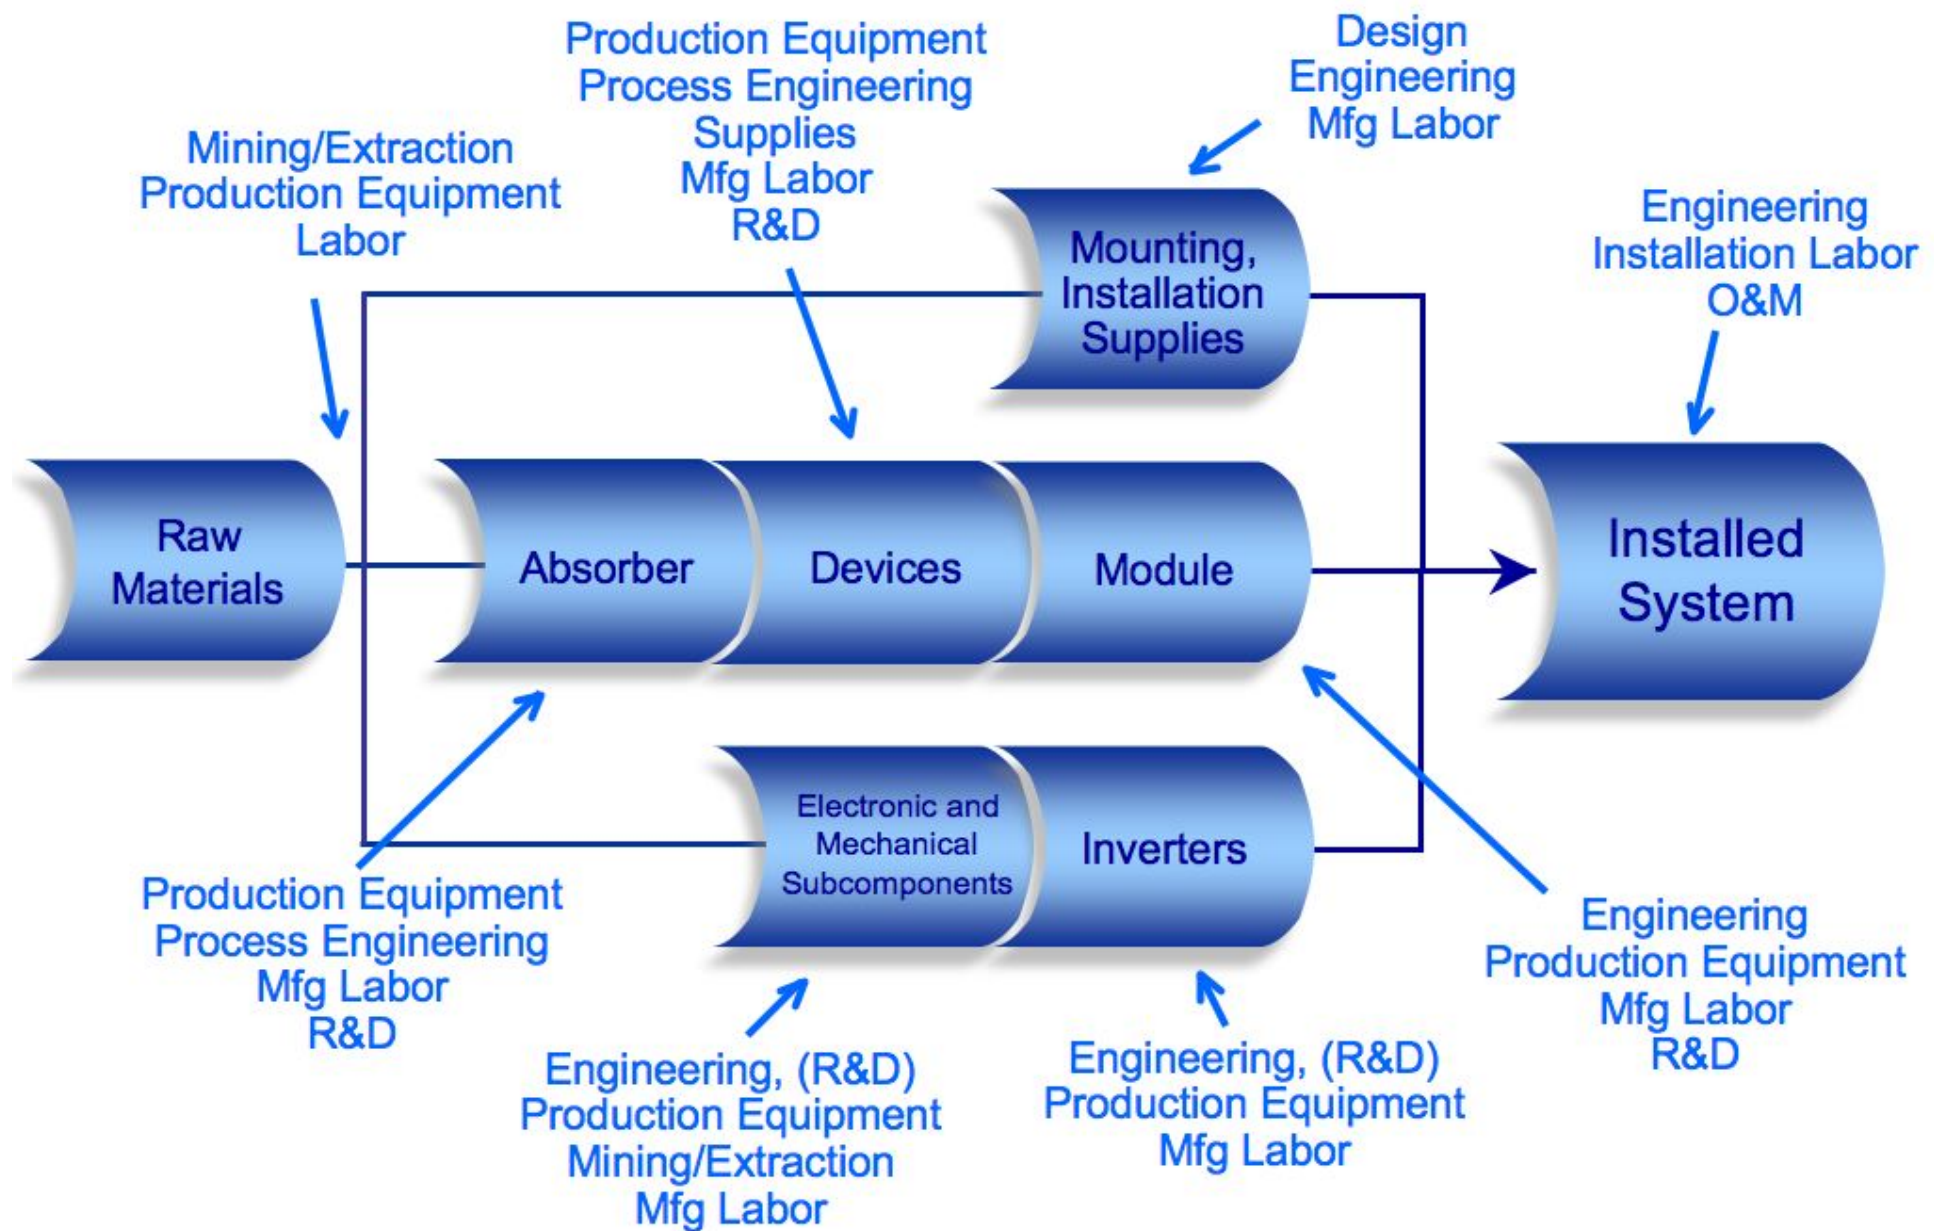 Production Equipment
Process Engineering
Supplies
Mfg Labor
R&D
Design
Engineering
Mfg Labor
Mining/Extraction
Production Equipment
Labor
Engineering
Installation Labor
O&M
Mounting,
Installation
Supplies
Raw
Materials
Absorber
Devices
Module
Installed
System
Electronic and
Mechanical
Subcomponents
Inverters
Production Equipment
Process Engineering
Mfg Labor
R&D
Engineering, (R&D)
Production Equipment
Mining/Extraction
Mfg Labor
Engineering, (R&D)
Production Equipment
Mfg Labor
Engineering
Production Equipment
Mfg Labor
R&D